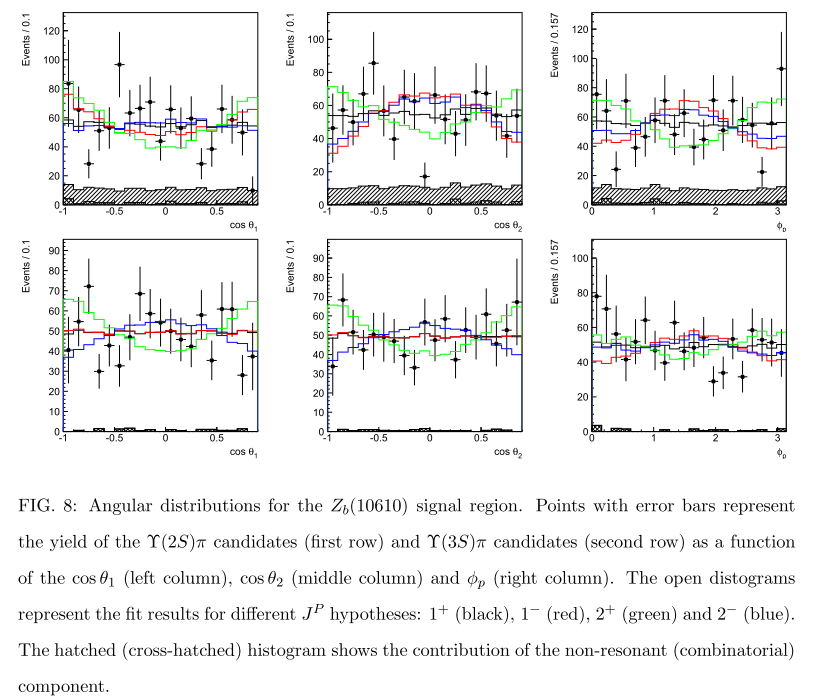 Events / 0.1
120
100
80
60
40
20
0
-1 -0.5 0 0.5
cos θ1
Events / 0.1
100
80
60
40
20
0
-1 -0.5 0 0.5
cos θ2
Events / 0.157
120
100
80
60
40
20
0
0 1 2 3
ϕp
Events / 0.1
90
80
70
60
50
40
30
20
10
0
-1 -0.5 0 0.5
cos θ1
Events / 0.1
90
80
70
60
50
40
30
20
10
0
-1 -0.5 0 0.5
cos θ2
Events / 0.157
100
80
60
40
20
0
0 1 2 3
ϕp
FIG. 8: Angular distributions for the Zb(10610) signal region. Points with error bars represent
the yield of the ϒ(2S)π candidates (first row) and ϒ(3S)π candidates (second row) as a function
of the cos θ1 (left column), cos θ2 (middle column) and ϕp (right column). The open distograms
represent the fit results for different J^P hypotheses: 1+ (black), 1− (red), 2+ (green) and 2− (blue).
The hatched (cross-hatched) histogram shows the contribution of the non-resonant (combinatorial)
component.